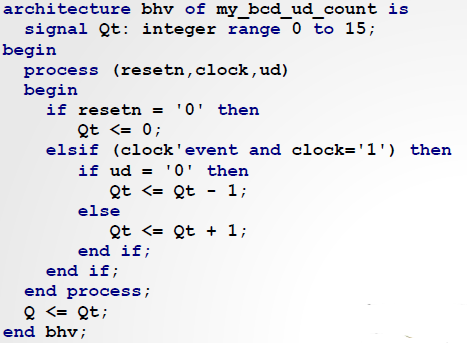 architecture bhv of my_bcd_ud_count is
signal Qt: integer range 0 to 15;
begin
process (resetn,clock,ud)
begin
if resetn = '0' then
Qt <= 0;
elsif (clock'event and clock='1') then
if ud = '0' then
Qt <= Qt - 1;
else
Qt <= Qt + 1;
end if;
end if;
end process;
Q <= Qt;
end bhv;